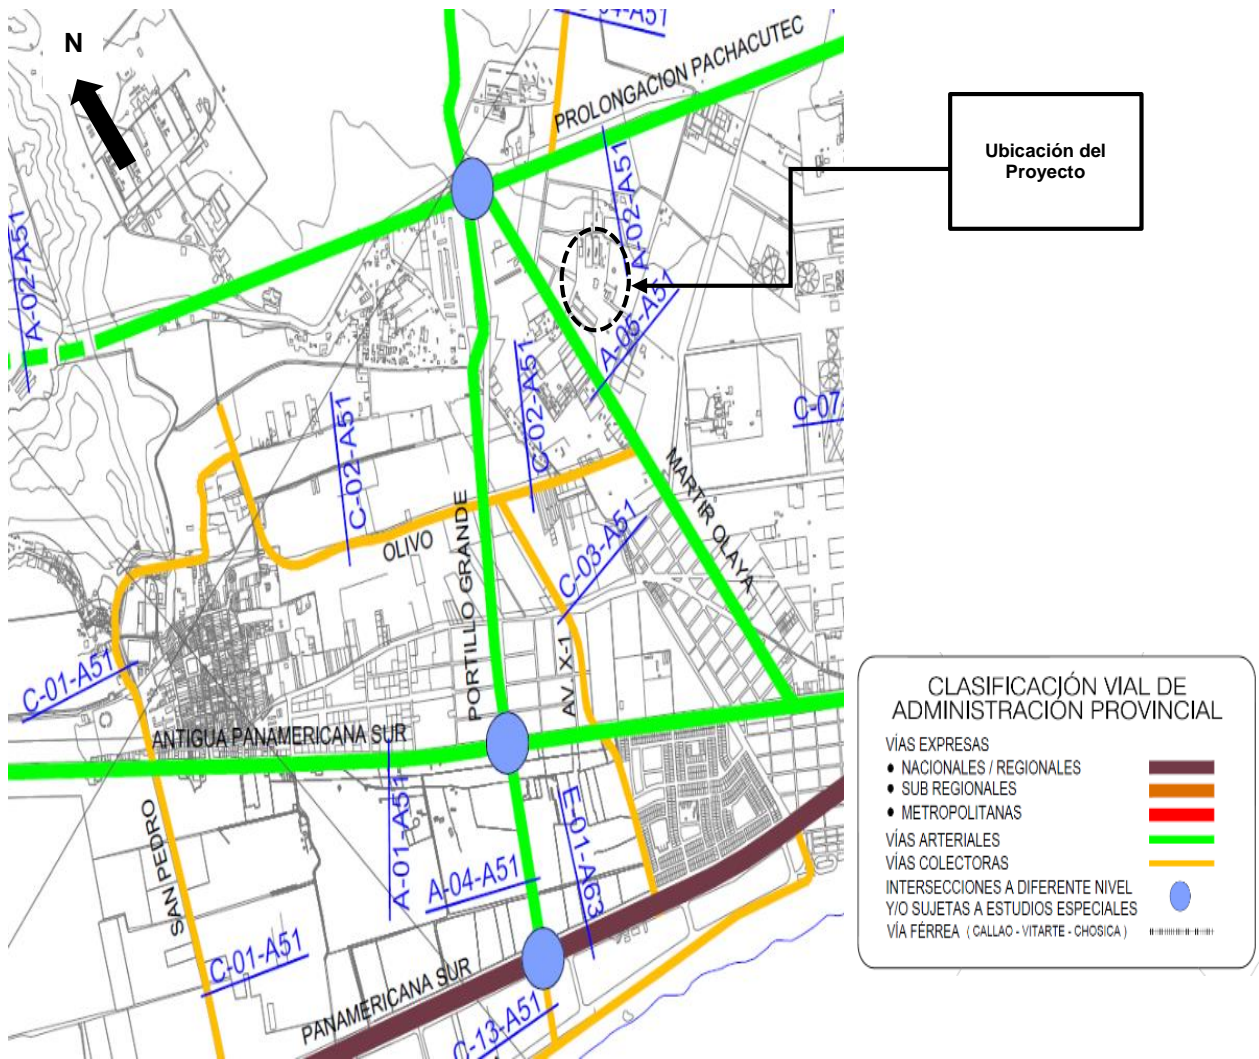 N
C-04-A51
PROLONGACION PACHACUTEC
Ubicación del
Proyecto
A-02-A51
A-02-A51
A-05-A51
C-02-A51
C-02-A51
C-07
MARTIR OLAYA
OLIVO
PORTILLO GRANDE
C-03-A51
AV X-1
C-01-A51
ANTIGUA PANAMERICANA SUR
SAN PEDRO
A-01-A51
A-04-A51
E-01-A63
C-01-A51
PANAMERICANA SUR
C-13-A51
CLASIFICACIÓN VIAL DE
ADMINISTRACIÓN PROVINCIAL
VÍAS EXPRESAS
• NACIONALES / REGIONALES
• SUB REGIONALES
• METROPOLITANAS
VÍAS ARTERIALES
VÍAS COLECTORAS
INTERSECCIONES A DIFERENTE NIVEL
Y/O SUJETAS A ESTUDIOS ESPECIALES
VÍA FÉRREA ( CALLAO - VITARTE - CHOSICA )